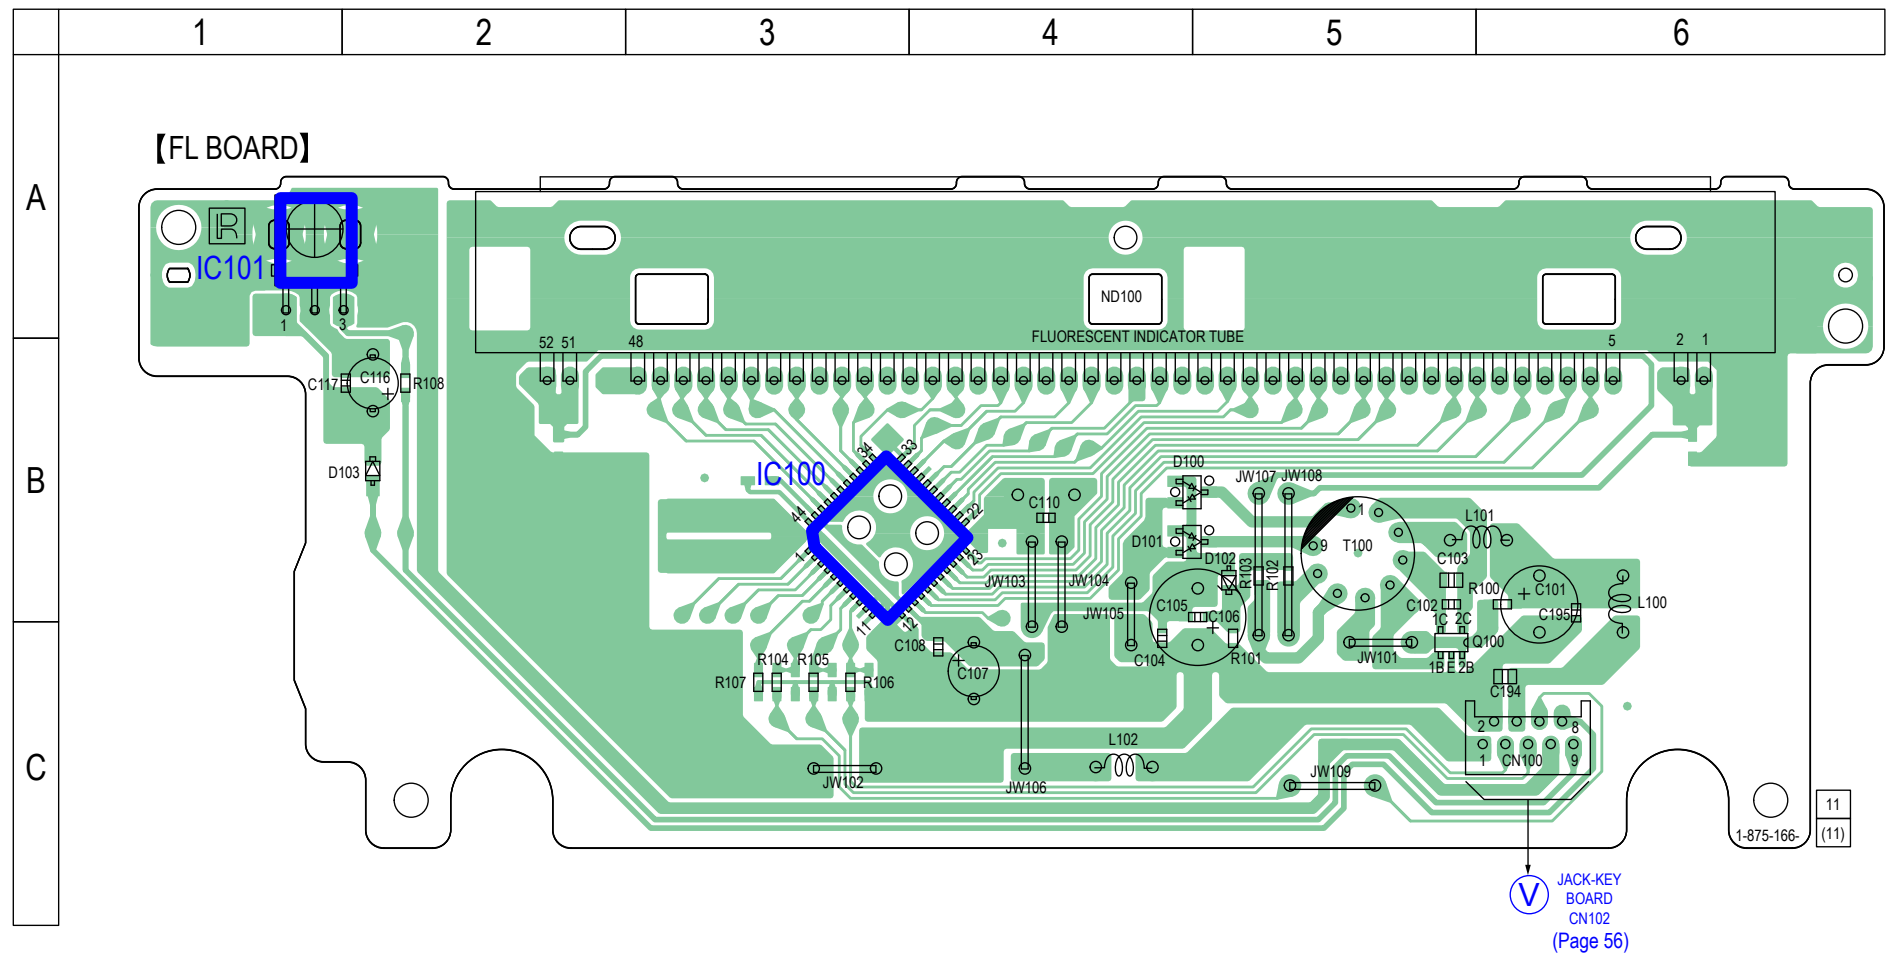 1 2 3 4 5 6
A
【FL BOARD】
R
IC101
1 3
ND100
FLUORESCENT INDICATOR TUBE
52 51 48 5 2 1
B
C117 C116 + R108
D103
IC100
34 33
44 22
1 23
11 12
C110
D100
D101
D102
JW107 JW108
R103 R102
1
9 T100
L101
C103
R100
C102
1C 2C
+ C101
C195
L100
JW103 JW104
JW105
C105
C106
+
C104
R101
JW101
Q100
1B E 2B
C194
C108
+
C107
R104 R105
R107 R106
C
L102
JW102
JW106
JW109
2 8
1 CN100 9
11
1-875-166- (11)
V
JACK-KEY
BOARD
CN102
(Page 56)